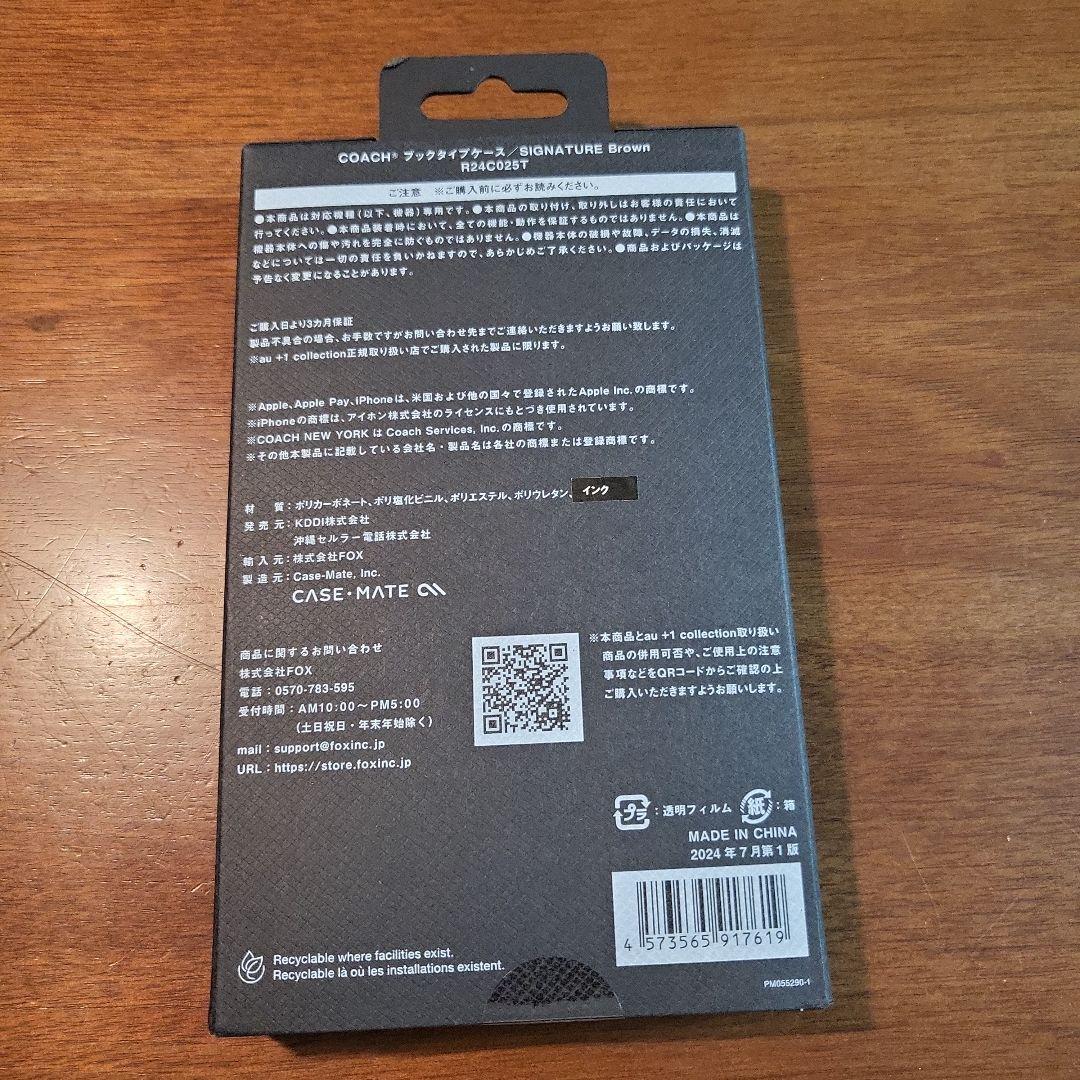 COACH® ブックタイプケース／SIGNATURE Brown
R24C025T
ご注意 ※ご購入前に必ずお読みください。
●本商品は対応機種(以下、機器)専用です。●本商品の取り付け、取り外しはお客様の責任において
行ってください。●本商品装着時において、全ての機能・動作を保証するものではありません。●本商品は
機器本体への傷や汚れを完全に防ぐものではありません。●機器本体の破損や故障、データの損失、消滅
などについては一切の責任を負いかねますので、あらかじめご了承ください。●商品およびパッケージは
予告なく変更になることがあります。
ご購入日より3カ月保証
製品不具合の場合、お手数ですがお問い合わせ先までご連絡いただきますようお願い致します。
※au +1 collection正規取り扱い店でご購入された製品に限ります。
※Apple、Apple Pay、iPhoneは、米国および他の国々で登録されたApple Inc.の商標です。
※iPhoneの商標は、アイホン株式会社のライセンスにもとづき使用されています。
※COACH NEW YORK は Coach Services, Inc.の商標です。
※その他本製品に記載している会社名・製品名は各社の商標または登録商標です。
材 質：ポリカーボネート、ポリ塩化ビニル、ポリエステル、ポリウレタン、インク
発売元：KDDI株式会社
沖縄セルラー電話株式会社
輸入元：株式会社FOX
製造元：Case-Mate, Inc.
CASE·MATE
商品に関するお問い合わせ
株式会社FOX
電話：0570-783-595
受付時間：AM10:00～PM5:00
(土日祝日・年末年始除く)
mail：support@foxinc.jp
URL：https://store.foxinc.jp
※本商品とau +1 collection取り扱い
商品の併用可否や、ご使用上の注意
事項などをQRコードからご確認の上
ご購入いただきますようお願いします。
プラ：透明フィルム 紙：箱
MADE IN CHINA
2024年7月第1版
4 573565 917619
PM055290-1
Recyclable where facilities exist.
Recyclable là où les installations existent.